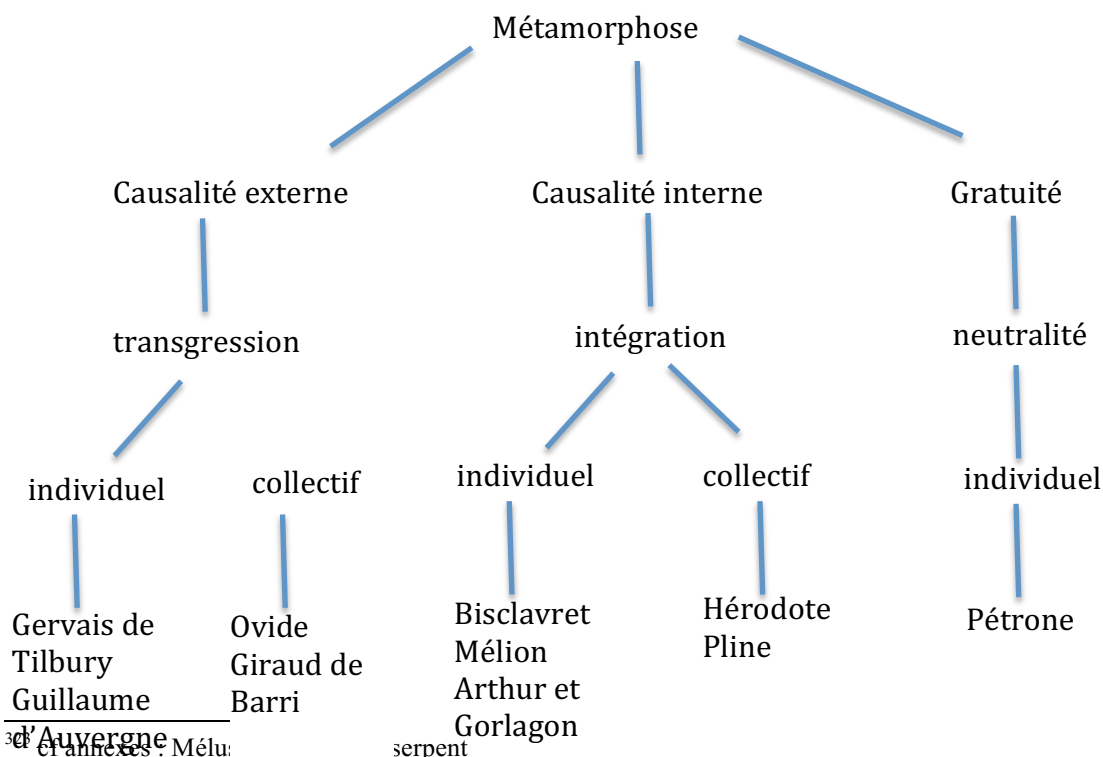 Métamorphose
Causalité externe
Causalité interne
Gratuité
transgression
intégration
neutralité
individuel
collectif
individuel
collectif
individuel
Gervais de
Tilbury
Guillaume
d'Auvergne
Ovide
Giraud de
Barri
Bisclavret
Mélion
Arthur et
Gorlagon
Hérodote
Pline
Pétrone
cf annexes : serpent